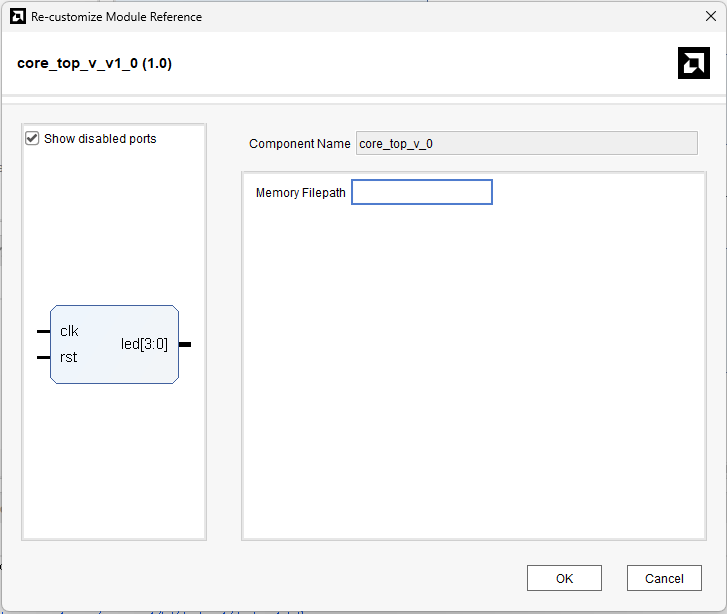 Re-customize Module Reference
core_top_v_v1_0 (1.0)
Show disabled ports
Component Name core_top_v_0
Memory Filepath
clk
led[3:0]
rst
OK Cancel